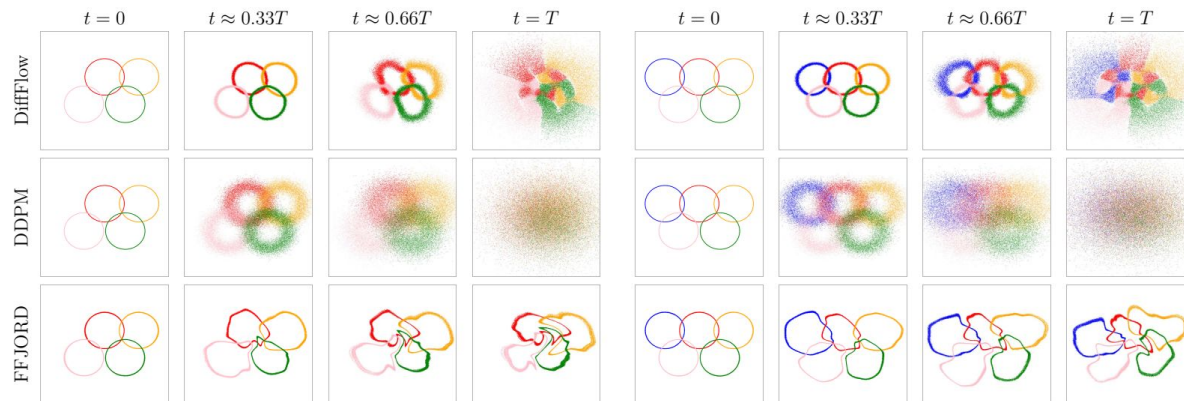 t = 0 t ≈ 0.33T t ≈ 0.66T t = T t = 0 t ≈ 0.33T t ≈ 0.66T t = T
DiffFlow
DDPM
FFJORD